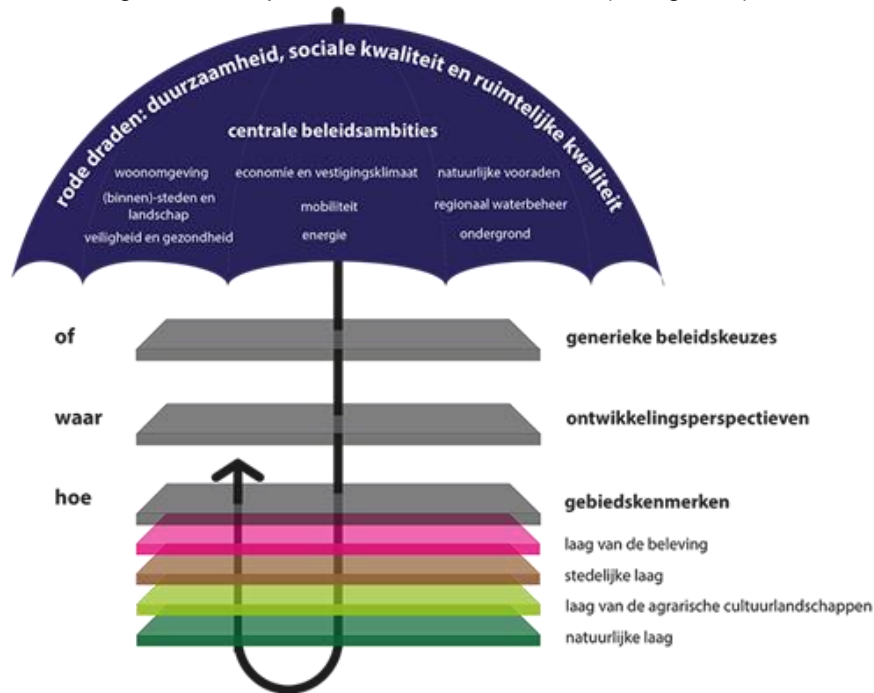 rode draden: duurzaamheid, sociale kwaliteit en ruimtelijke kwaliteit
centrale beleidsambities
woonomgeving
economie en vestigingsklimaat
natuurlijke vooraden
(binnen)-steden en
landschap
mobiliteit
regionaal waterbeheer
veiligheid en gezondheid
energie
ondergrond
of
generieke beleidskeuzes
waar
ontwikkelingsperspectieven
hoe
gebiedskenmerken
laag van de beleving
stedelijke laag
laag van de agrarische cultuurlandschappen
natuurlijke laag